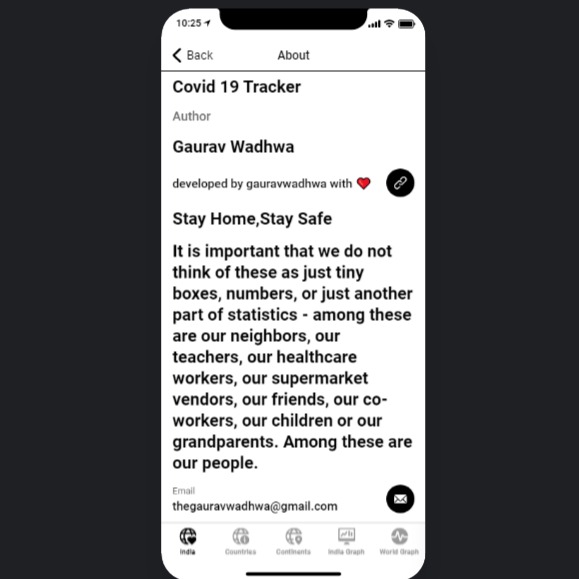 10:25
Back
About
Covid 19 Tracker
Author
Gaurav Wadhwa
developed by gauravwadhwa with
Stay Home,Stay Safe
It is important that we do not
think of these as just tiny
boxes, numbers, or just another
part of statistics - among these
are our neighbors, our
teachers, our healthcare
workers, our supermarket
vendors, our friends, our co-
workers, our children or our
grandparents. Among these are
our people.
Email
thegauravwadhwa@gmail.com
India
Countries
Continents
India Graph
World Graph